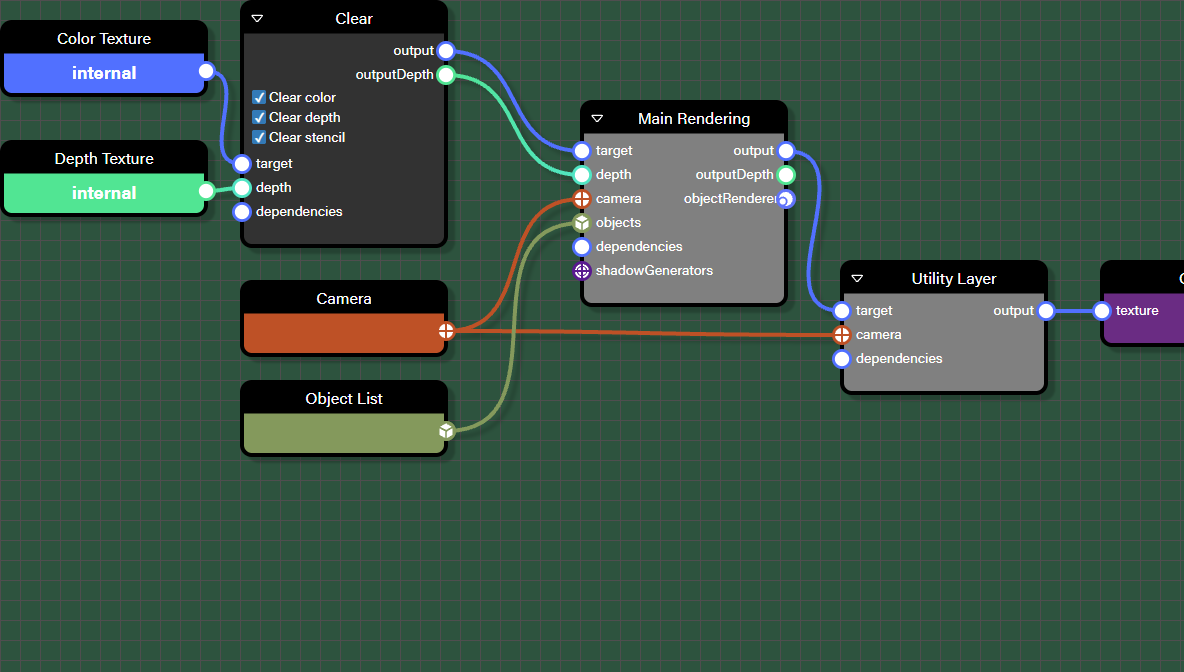 Color Texture
internal
Depth Texture
internal
Clear
output
outputDepth
Clear color
Clear depth
Clear stencil
target
depth
dependencies
Camera
Object List
Main Rendering
target output
depth outputDepth
camera objectRenderer
objects
dependencies
shadowGenerators
Utility Layer
target output
camera
dependencies
texture